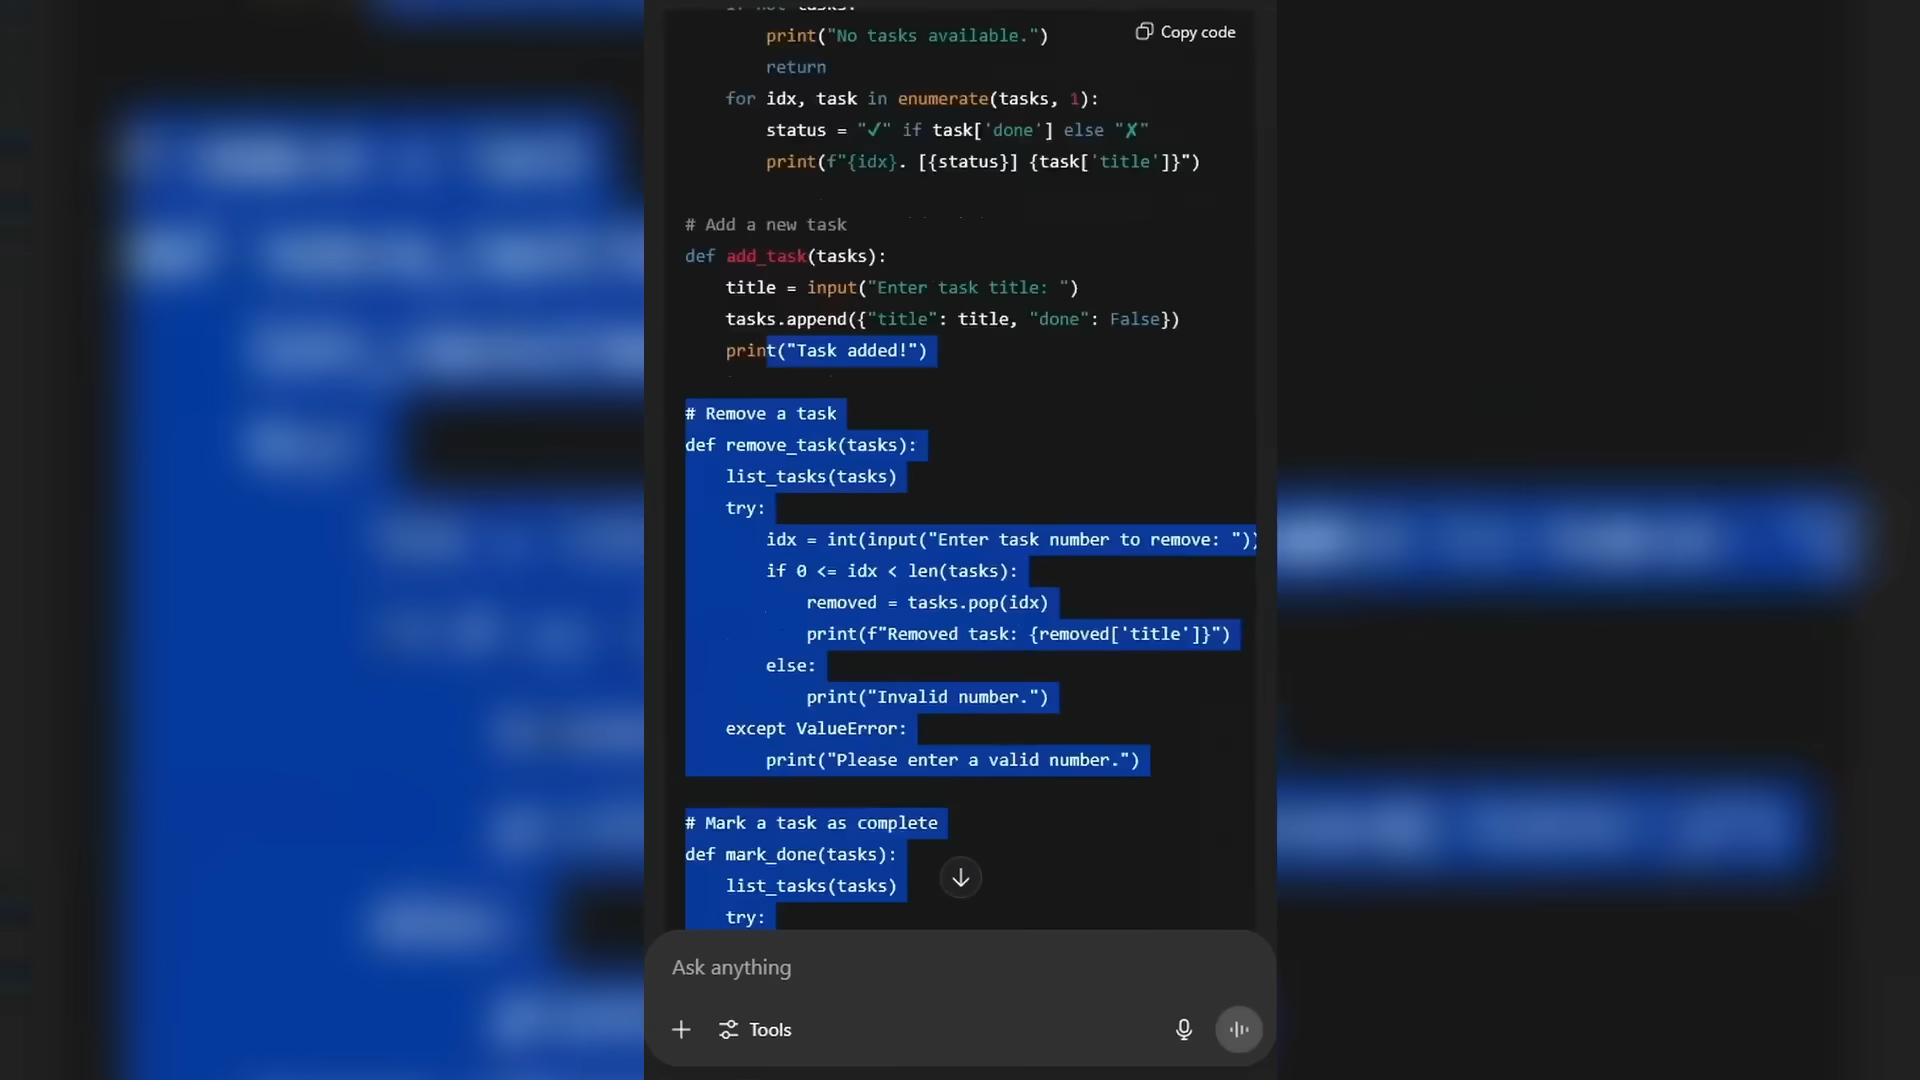 if not tasks:
print("No tasks available.")
Copy code
return
for idx, task in enumerate(tasks, 1):
status = "✓" if task['done'] else "✗"
print(f"{idx}. [{status}] {task['title']}")
# Add a new task
def add_task(tasks):
title = input("Enter task title: ")
tasks.append({"title": title, "done": False})
print("Task added!")
# Remove a task
def remove_task(tasks):
list_tasks(tasks)
try:
idx = int(input("Enter task number to remove: "))
if 0 <= idx < len(tasks):
removed = tasks.pop(idx)
print(f"Removed task: {removed['title']}")
else:
print("Invalid number.")
except ValueError:
print("Please enter a valid number.")
# Mark a task as complete
def mark_done(tasks):
list_tasks(tasks)
try:
Ask anything
Tools